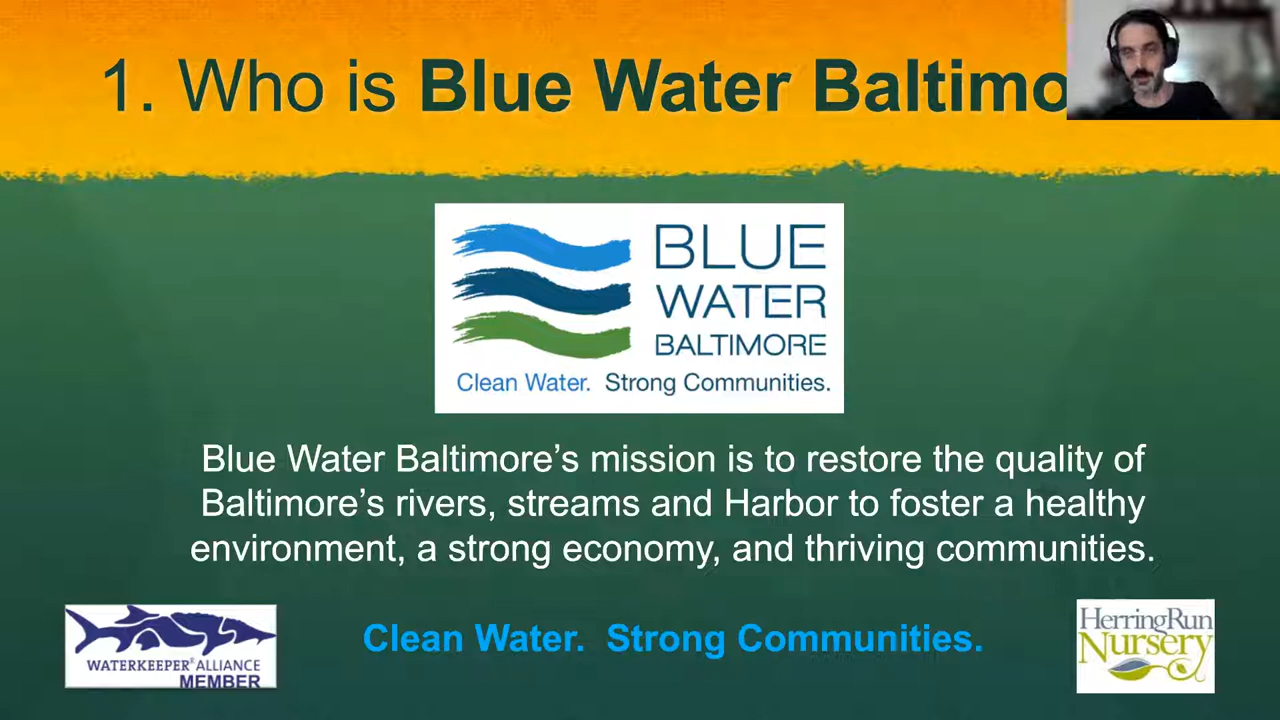 1. Who is Blue Water Baltimo
BLUE
WATER
BALTIMORE
Clean Water. Strong Communities.
Blue Water Baltimore’s mission is to restore the quality of
Baltimore’s rivers, streams and Harbor to foster a healthy
environment, a strong economy, and thriving communities.
WATERKEEPER® ALLIANCE
MEMBER
Clean Water. Strong Communities.
HerringRun
Nursery